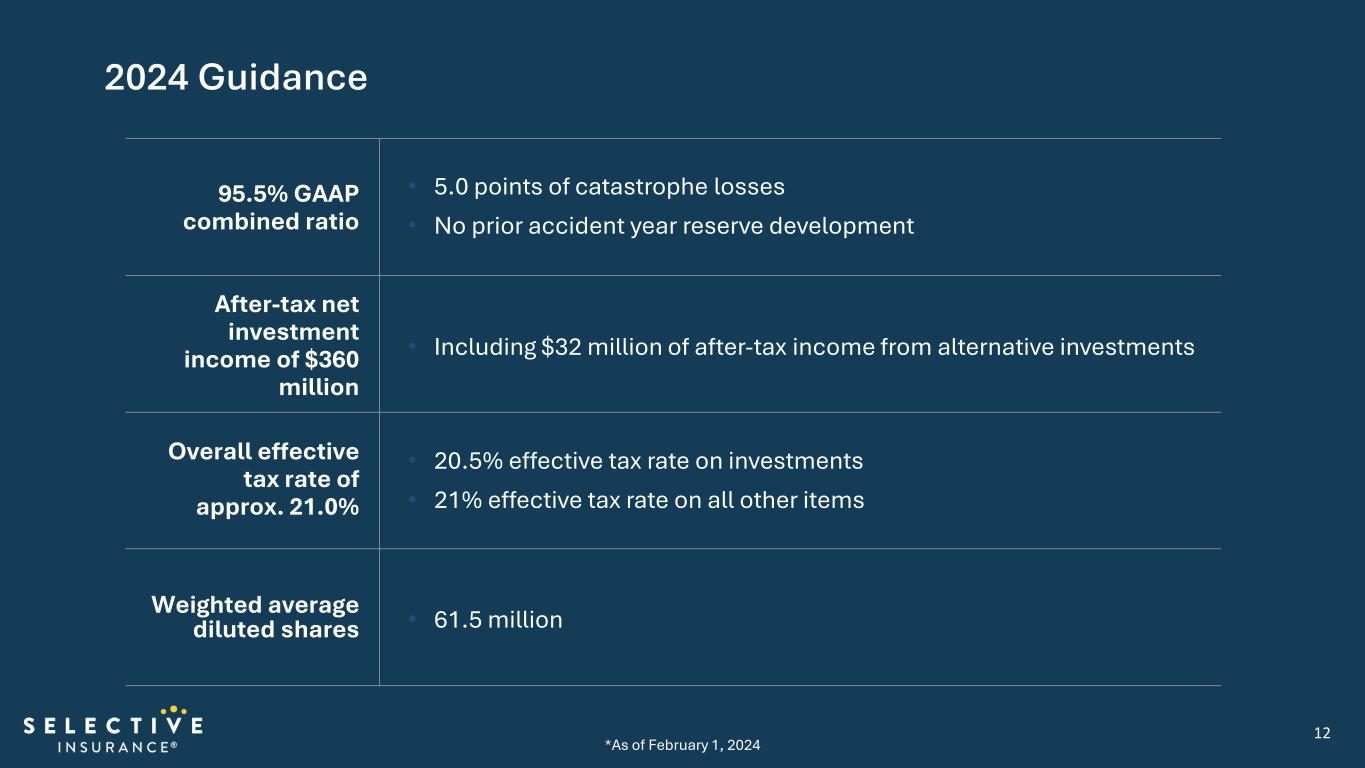 2024 Guidance
95.5% GAAP
combined ratio
• 5.0 points of catastrophe losses
• No prior accident year reserve development
After-tax net
investment
income of $360
million
• Including $32 million of after-tax income from alternative investments
Overall effective
tax rate of
approx. 21.0%
• 20.5% effective tax rate on investments
• 21% effective tax rate on all other items
Weighted average
diluted shares
• 61.5 million
SELECTIVE
INSURANCE®
*As of February 1, 2024
12